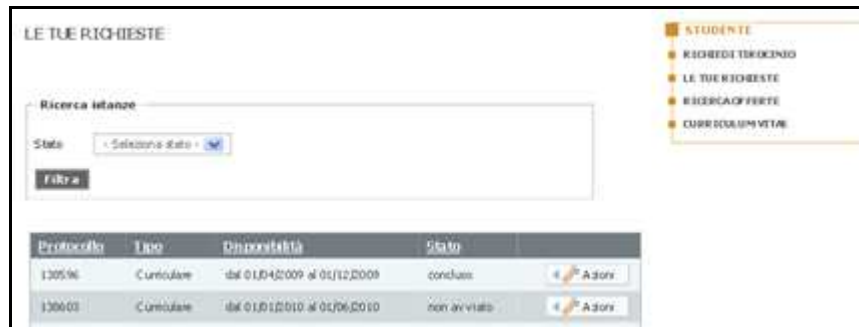 LE TUE RICHIESTE
Ricerca istanze
Stato
- Seleziona stato -
Filtra
Protocollo Tipo Disponibilità Stato
130596 Curriculare dal 01/04/2009 al 01/12/2009 concluso Azioni
130603 Curriculare dal 01/01/2010 al 01/06/2010 non avviato Azioni
STUDENTE
RICHIEDI TIROCINIO
LE TUE RICHIESTE
RICERCA OFFERTE
CURRICULUM VITAE